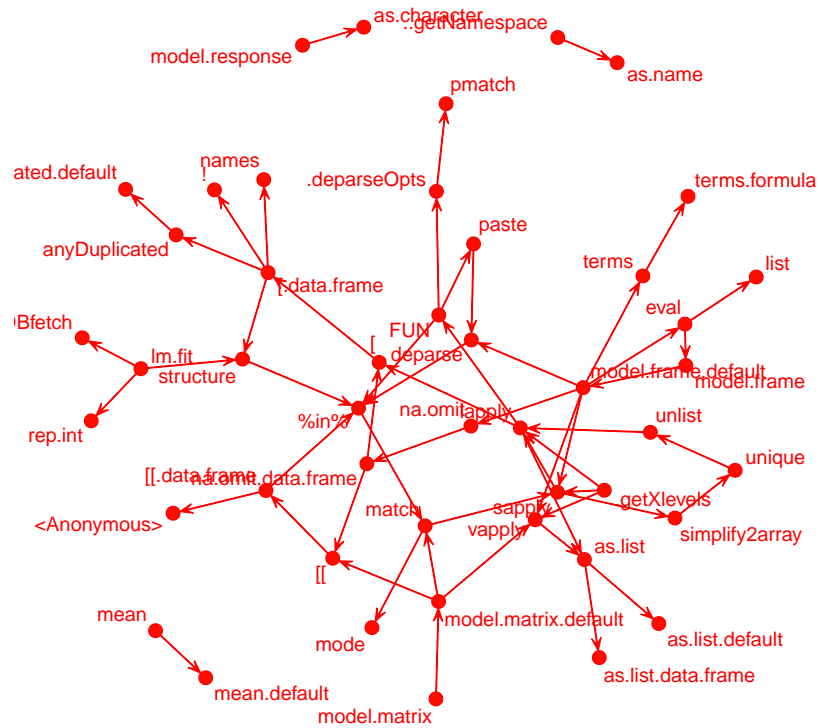 as.character
..getNamespace
model.response
as.name
pmatch
names
ated.default
!
.deparseOpts
terms.formula
paste
anyDuplicated
terms
list
[.data.frame
eval
Bfetch
FUN
lm.fit
[
deparse
structure
model.frame.default
model.frame
%in%
na.omit
lapply
unlist
[[.data.frame
na.omit.data.frame
unique
getXlevels
match
sapply
<Anonymous>
vapply
simplify2array
as.list
[[
mean
model.matrix.default
mode
as.list.default
as.list.data.frame
mean.default
model.matrix
rep.int